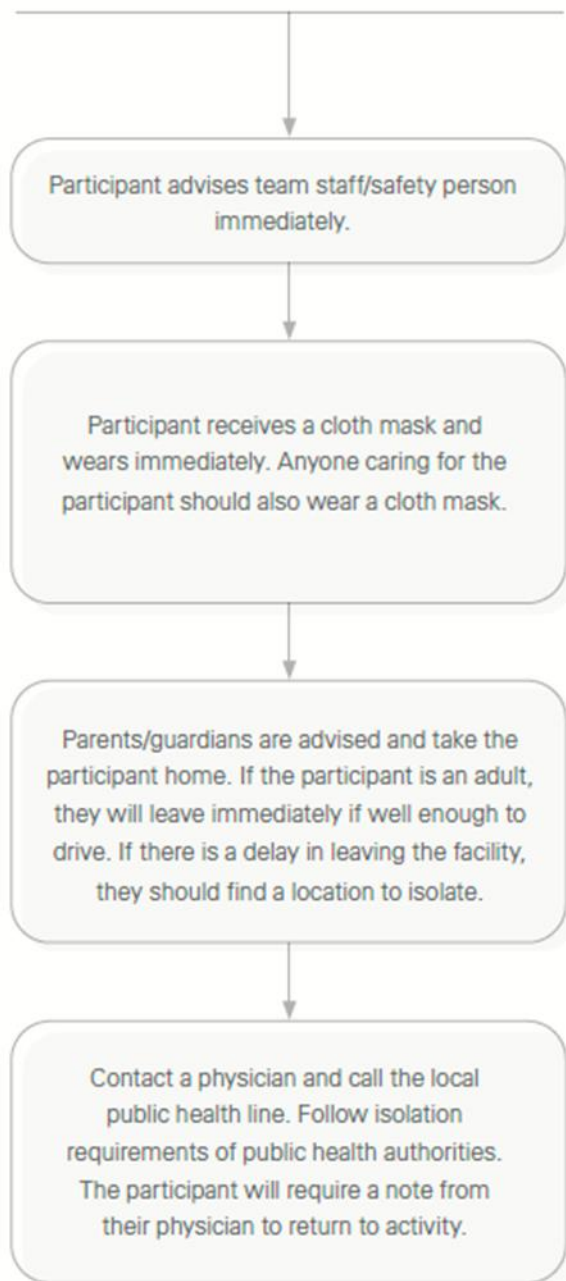 Participant advises team staff/safety person
immediately.
Participant receives a cloth mask and
wears immediately. Anyone caring for the
participant should also wear a cloth mask.
Parents/guardians are advised and take the
participant home. If the participant is an adult,
they will leave immediately if well enough to
drive. If there is a delay in leaving the facility,
they should find a location to isolate.
Contact a physician and call the local
public health line. Follow isolation
requirements of public health authorities.
The participant will require a note from
their physician to return to activity.